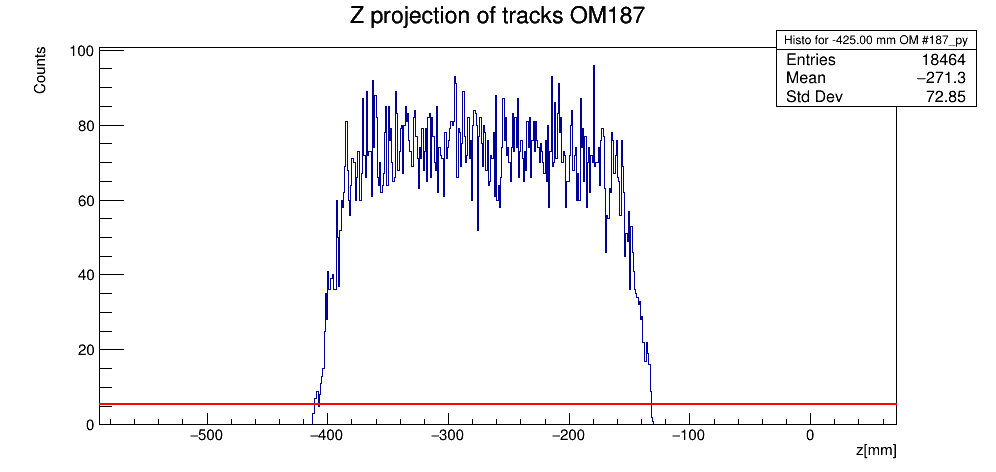 Z projection of tracks OM187
Histo for -425.00 mm OM #187_py
Entries 18464
Mean −271.3
Std Dev 72.85
Counts
100
80
60
40
20
0
−500 −400 −300 −200 −100 0
z[mm]